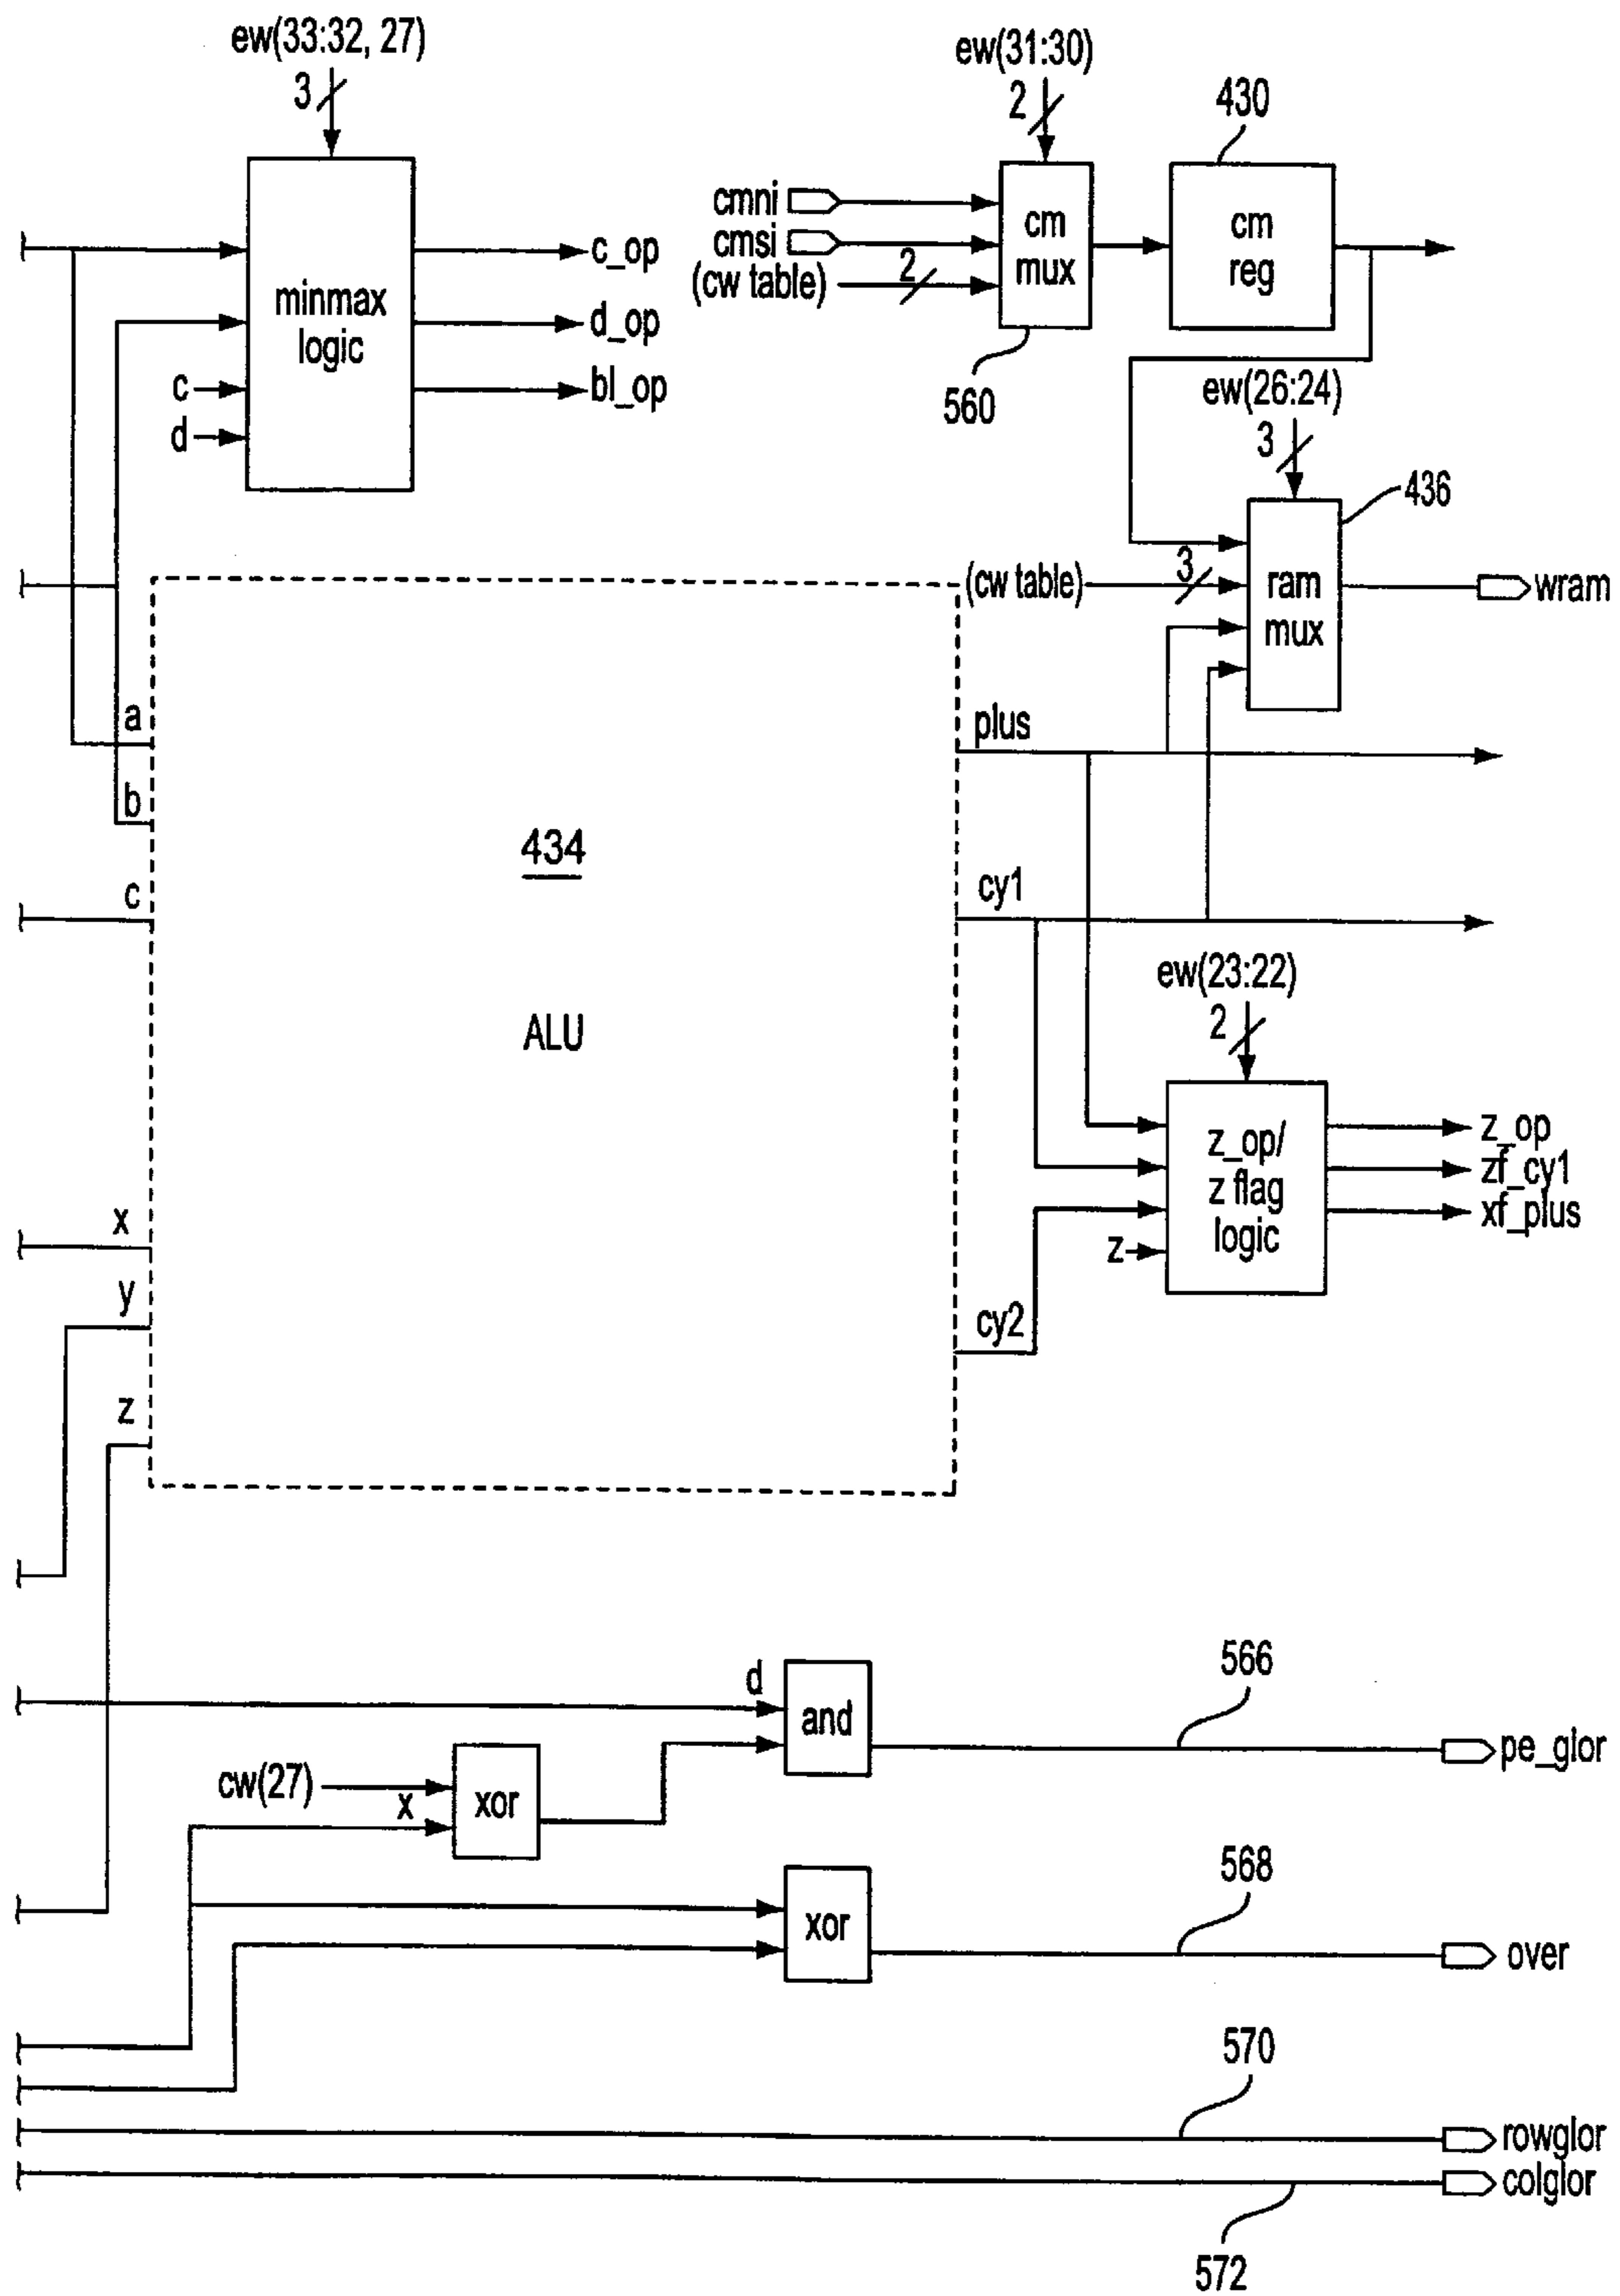 ew(33:32, 27)
3
minmax
logic
c
d
c_op
d_op
bl_op
ew(31:30)
2
430
cmni
cmsi
(cw table)
2
cm
mux
cm
reg
560
ew(26:24)
3
436
(cw table)
3
ram
mux
wram
a
b
c
x
y
z
434
ALU
plus
cy1
cy2
ew(23:22)
2
z_op/
z flag
logic
z
z_op
zf_cy1
xf_plus
d
and
566
pe_glor
cw(27)
x
xor
568
xor
over
570
rowglor
colglor
572